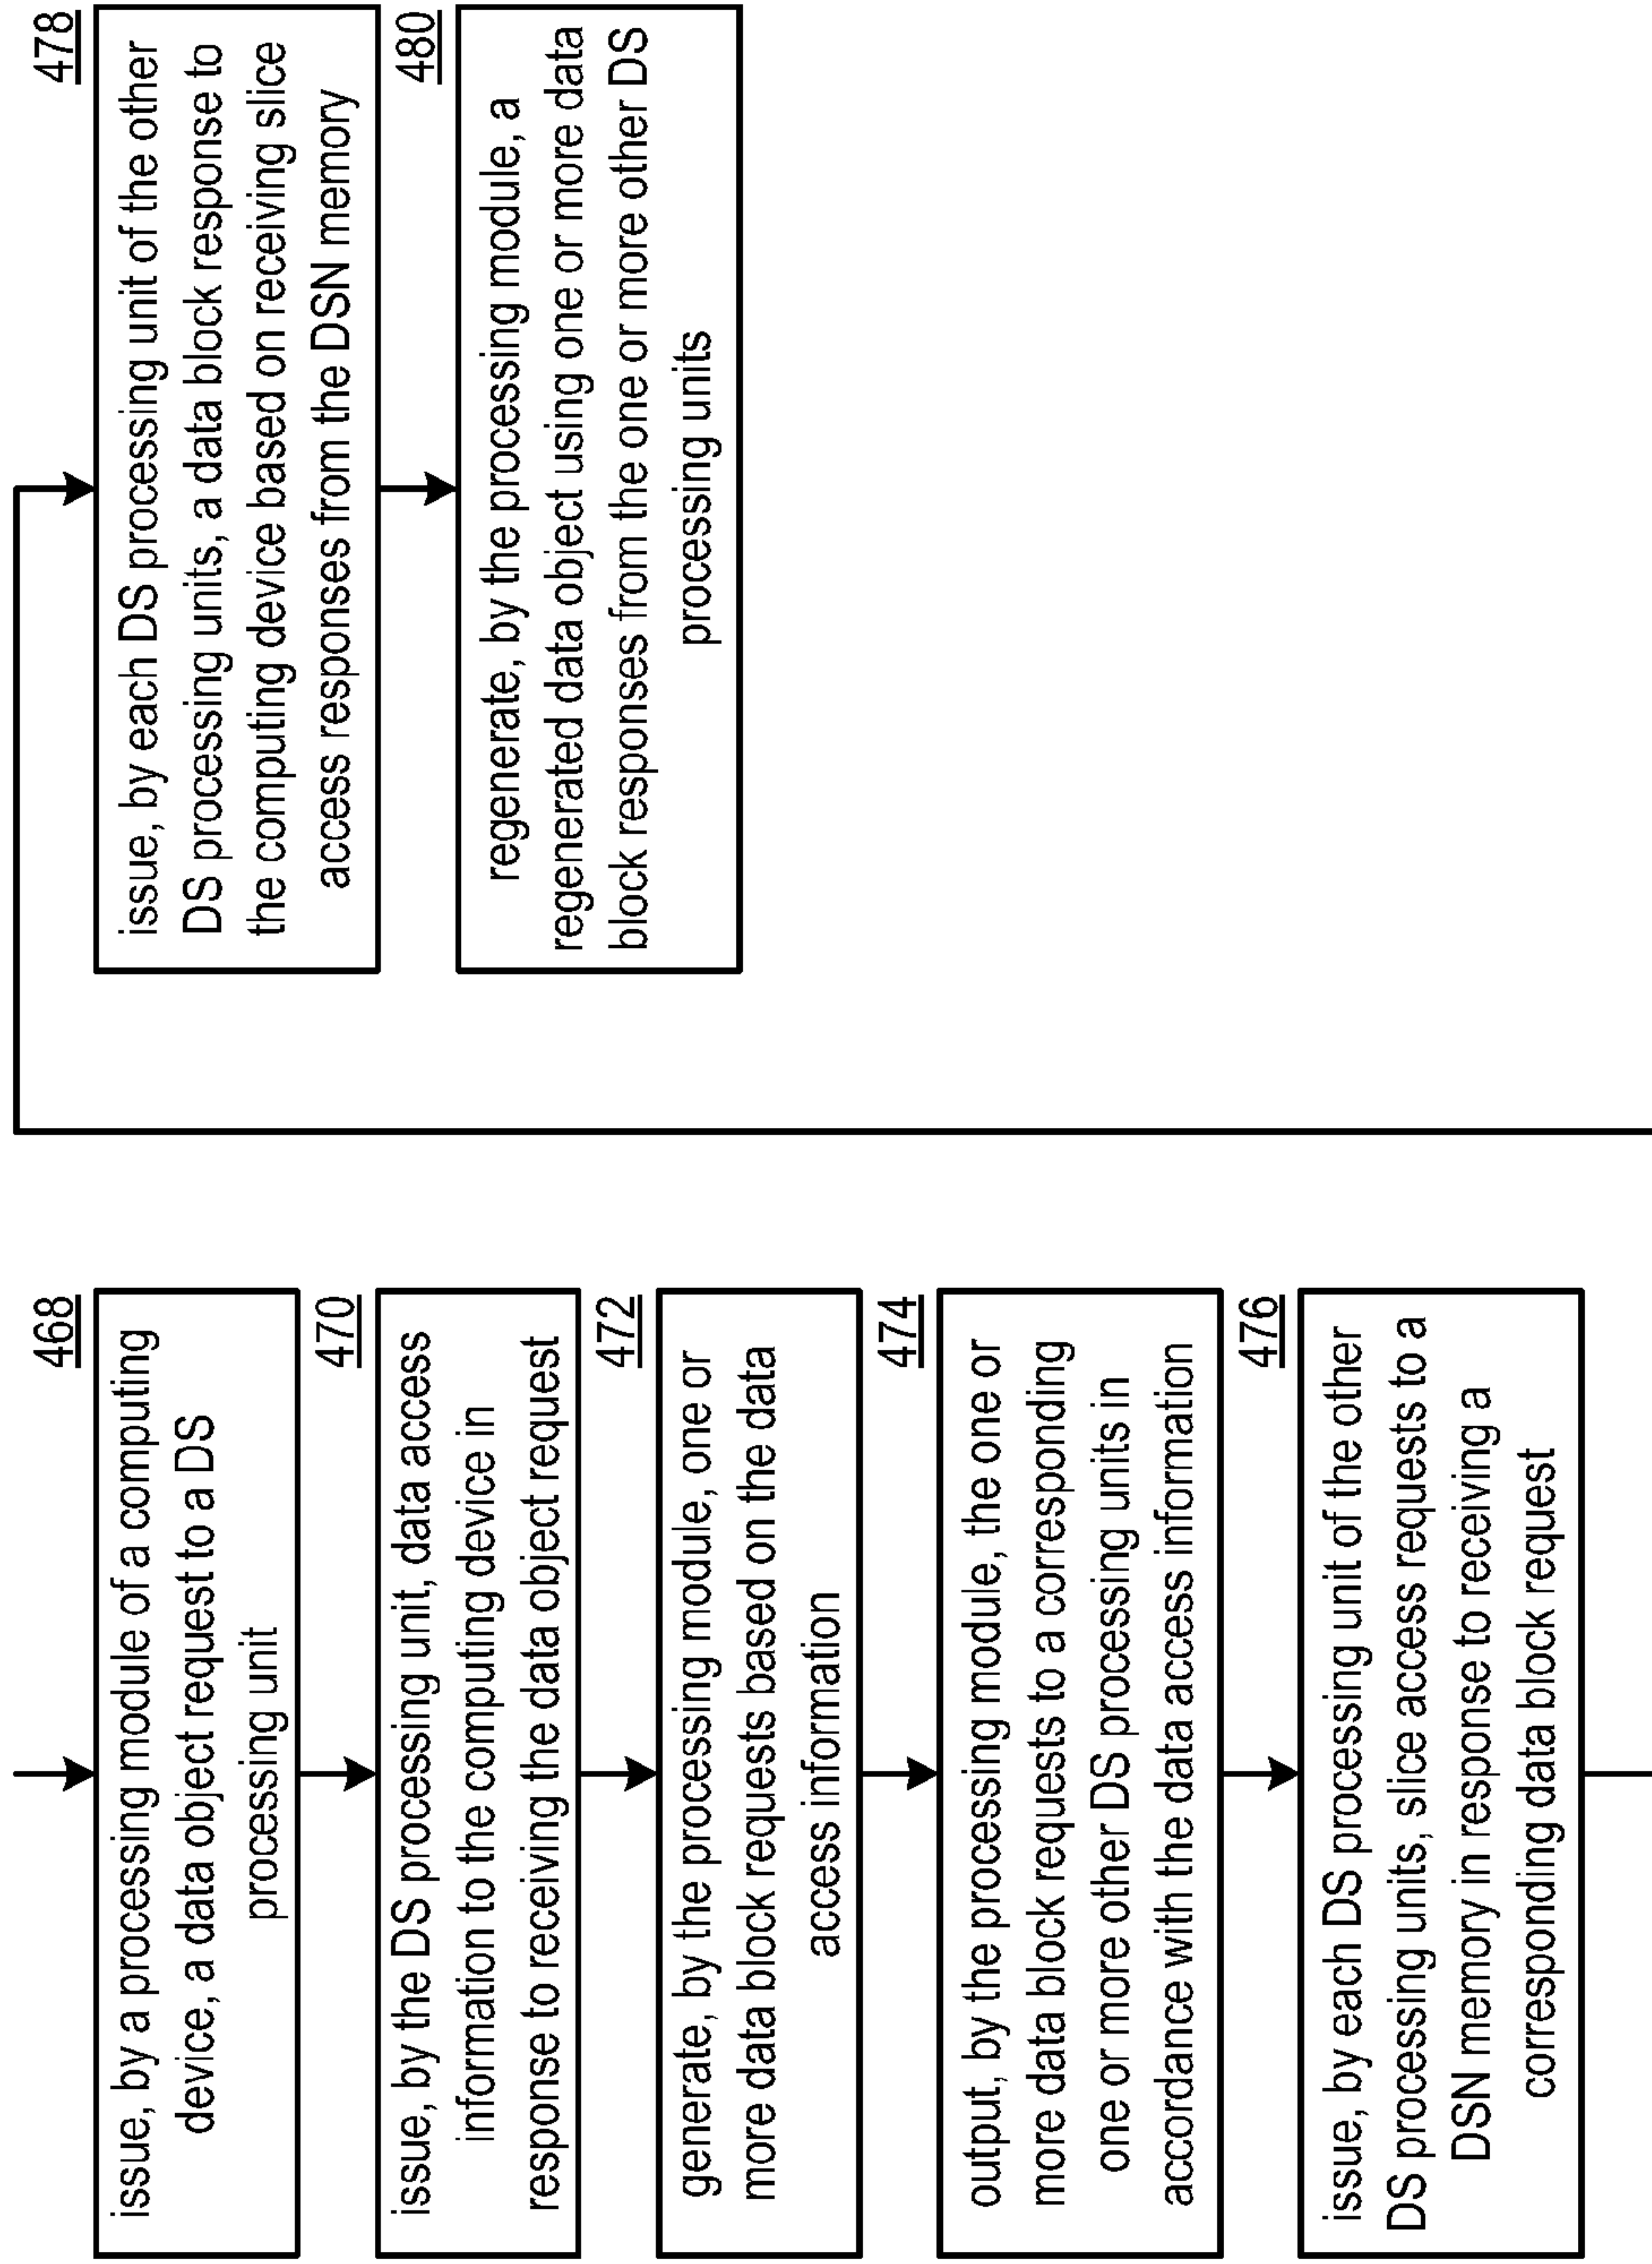 468
issue, by a processing module of a computing
device, a data object request to a DS
processing unit
470
issue, by the DS processing unit, data access
information to the computing device in
response to receiving the data object request
472
generate, by the processing module, one or
more data block requests based on the data
access information
474
output, by the processing module, the one or
more data block requests to a corresponding
one or more other DS processing units in
accordance with the data access information
476
issue, by each DS processing unit of the other
DS processing units, slice access requests to a
DSN memory in response to receiving a
corresponding data block request
478
issue, by each DS processing unit of the other
DS processing units, a data block response to
the computing device based on receiving slice
access responses from the DSN memory
480
regenerate, by the processing module, a
regenerated data object using one or more data
block responses from the one or more other DS
processing units